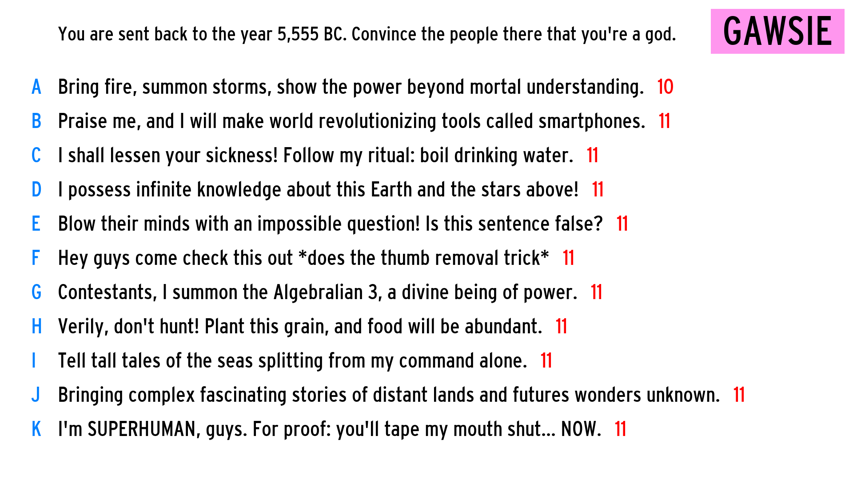 You are sent back to the year 5,555 BC. Convince the people there that you're a god.
GAWSIE
A Bring fire, summon storms, show the power beyond mortal understanding. 10
B Praise me, and I will make world revolutionizing tools called smartphones. 11
C I shall lessen your sickness! Follow my ritual: boil drinking water. 11
D I possess infinite knowledge about this Earth and the stars above! 11
E Blow their minds with an impossible question! Is this sentence false? 11
F Hey guys come check this out *does the thumb removal trick* 11
G Contestants, I summon the Algebralian 3, a divine being of power. 11
H Verily, don't hunt! Plant this grain, and food will be abundant. 11
I Tell tall tales of the seas splitting from my command alone. 11
J Bringing complex fascinating stories of distant lands and futures wonders unknown. 11
K I'm SUPERHUMAN, guys. For proof: you'll tape my mouth shut... NOW. 11